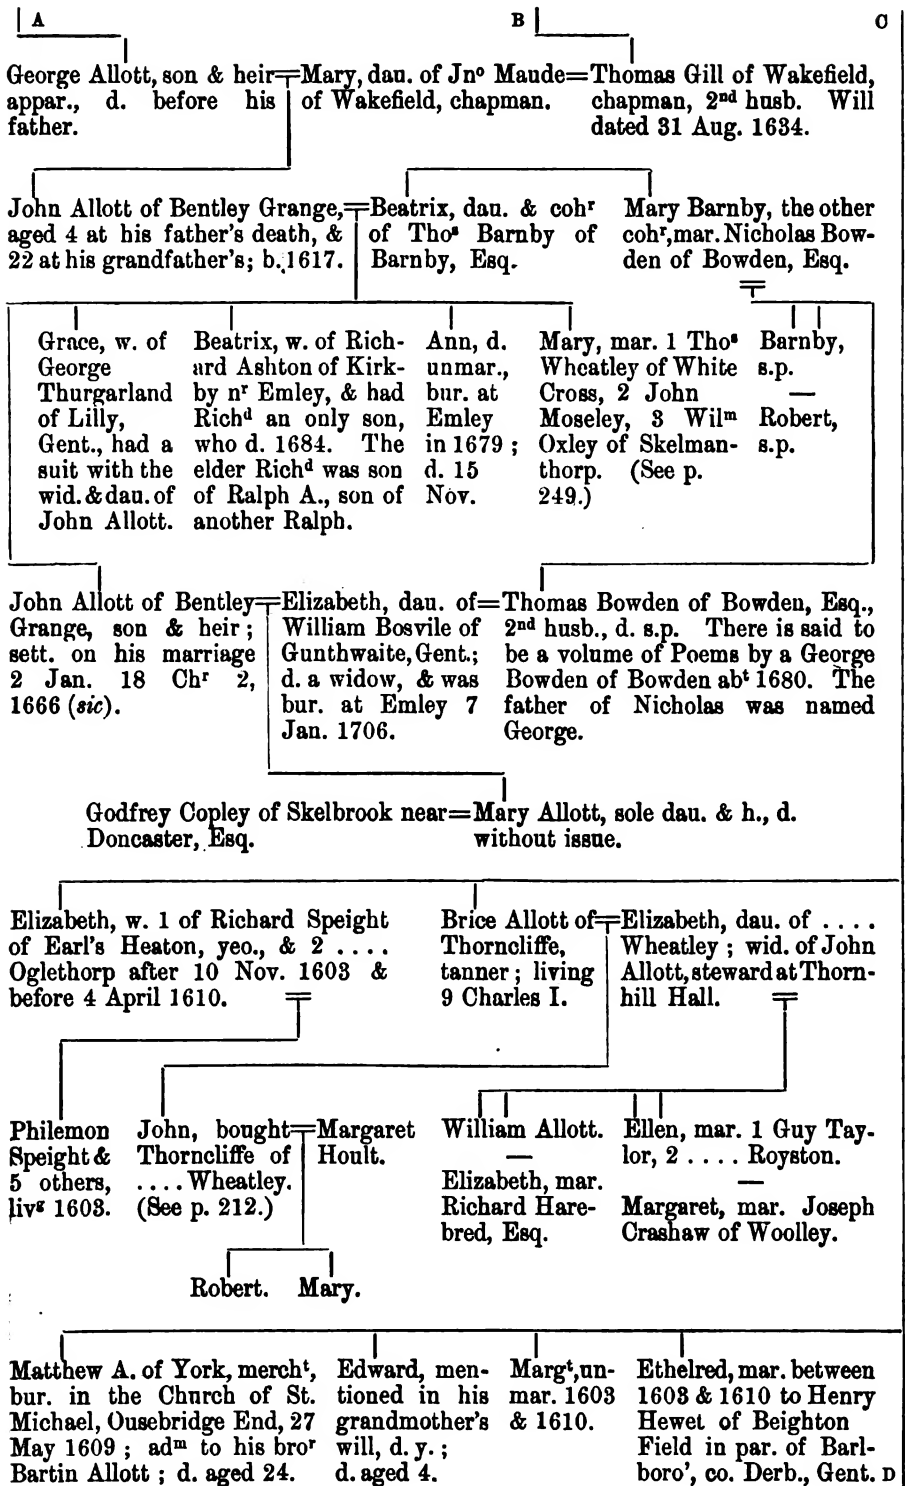 A B C
George Allott, son & heir=Mary, dau. of Jnᵒ Maude=Thomas Gill of Wakefield,
appar., d. before his of Wakefield, chapman. chapman, 2ⁿᵈ husb. Will
father. dated 31 Aug. 1634.
John Allott of Bentley Grange,=Beatrix, dau. & cohʳ Mary Barnby, the other
aged 4 at his father's death, & of Thoˢ Barnby of cohʳ, mar. Nicholas Bow-
22 at his grandfather's; b. 1617. Barnby, Esq. den of Bowden, Esq.
Grace, w. of
George
Thurgarland
of Lilly,
Gent., had a
suit with the
wid. & dau. of
John Allott.
Beatrix, w. of Rich-
ard Ashton of Kirk-
by nʳ Emley, & had
Richᵈ an only son,
who d. 1684. The
elder Richᵈ was son
of Ralph A., son of
another Ralph.
Ann, d.
unmar.,
bur. at
Emley
in 1679;
d. 15
Nov.
Mary, mar. 1 Thoˢ
Wheatley of White
Cross, 2 John
Moseley, 3 Wilᵐ
Oxley of Skelman-
thorp. (See p.
249.)
Barnby,
s.p.
—
Robert,
s.p.
John Allott of Bentley=Elizabeth, dau. of=Thomas Bowden of Bowden, Esq.,
Grange, son & heir; William Bosvile of 2ⁿᵈ husb., d. s.p. There is said to
sett. on his marriage Gunthwaite, Gent.; be a volume of Poems by a George
2 Jan. 18 Chʳ 2, d. a widow, & was Bowden of Bowden abᵗ 1680. The
1666 (sic). bur. at Emley 7 father of Nicholas was named
Jan. 1706. George.
Godfrey Copley of Skelbrook near=Mary Allott, sole dau. & h., d.
Doncaster, Esq. without issue.
Elizabeth, w. 1 of Richard Speight
of Earl's Heaton, yeo., & 2 ....
Oglethorp after 10 Nov. 1603 &
before 4 April 1610.
Brice Allott of=Elizabeth, dau. of ....
Thorncliffe, Wheatley; wid. of John
tanner; living Allott, steward at Thorn-
9 Charles I. hill Hall.
Philemon
Speight &
5 others,
livᵍ 1603.
John, bought=Margaret
Thorncliffe of Hoult.
.... Wheatley.
(See p. 212.)
William Allott.
—
Elizabeth, mar.
Richard Hare-
bred, Esq.
Ellen, mar. 1 Guy Tay-
lor, 2 .... Royston.
—
Margaret, mar. Joseph
Crashaw of Woolley.
Robert. Mary.
Matthew A. of York, merchᵗ,
bur. in the Church of St.
Michael, Ousebridge End, 27
May 1609; adᵐ to his broʳ
Bartin Allott; d. aged 24.
Edward, men-
tioned in his
grandmother's
will, d. y.;
d. aged 4.
Margᵗ, un-
mar. 1603
& 1610.
Ethelred, mar. between
1603 & 1610 to Henry
Hewet of Beighton
Field in par. of Barl-
boro', co. Derb., Gent. D